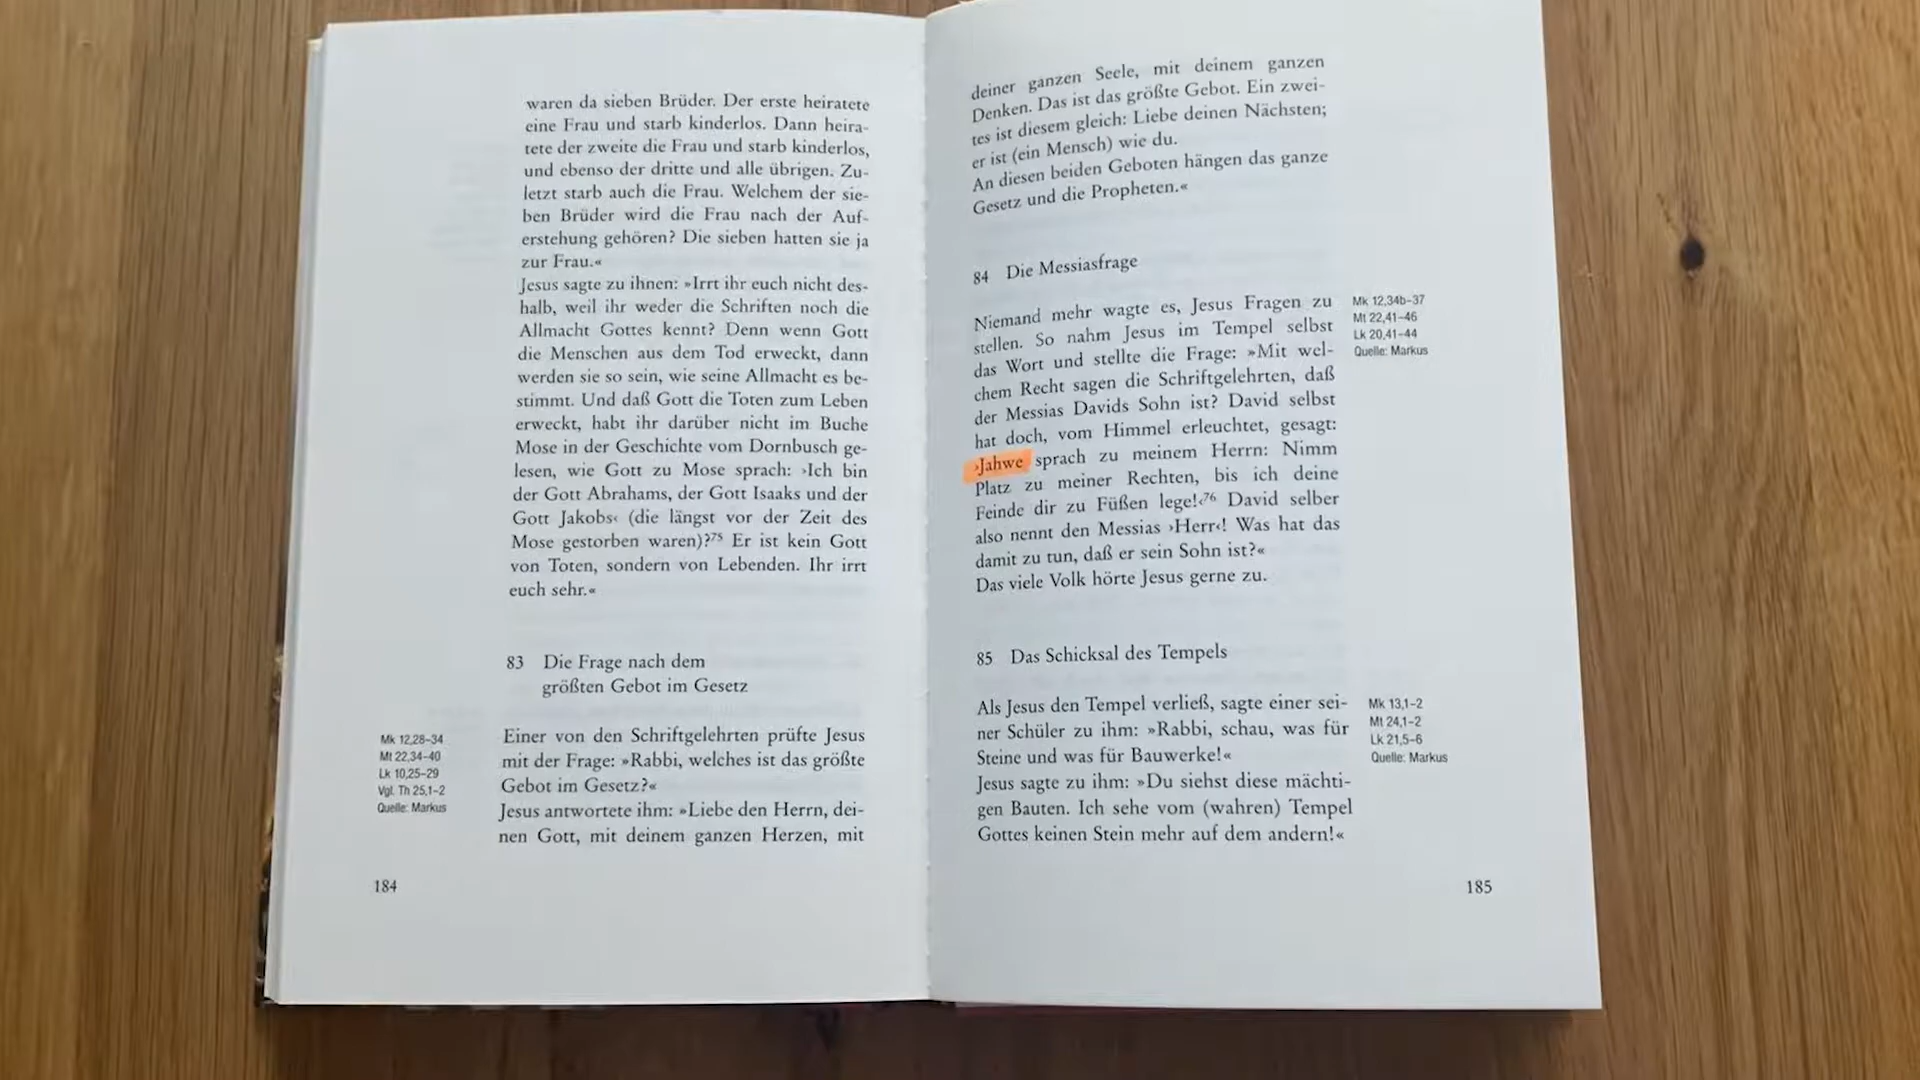 waren da sieben Brüder. Der erste heiratete
eine Frau und starb kinderlos. Dann heira-
tete der zweite die Frau und starb kinderlos,
und ebenso der dritte und alle übrigen. Zu-
letzt starb auch die Frau. Welchem der sie-
ben Brüder wird die Frau nach der Auf-
erstehung gehören? Die sieben hatten sie ja
zur Frau.«
Jesus sagte zu ihnen: »Irrt ihr euch nicht des-
halb, weil ihr weder die Schriften noch die
Allmacht Gottes kennt? Denn wenn Gott
die Menschen aus dem Tod erweckt, dann
werden sie so sein, wie seine Allmacht es be-
stimmt. Und daß Gott die Toten zum Leben
erweckt, habt ihr darüber nicht im Buche
Mose in der Geschichte vom Dornbusch ge-
lesen, wie Gott zu Mose sprach: ›Ich bin
der Gott Abrahams, der Gott Isaaks und der
Gott Jakobs‹ (die längst vor der Zeit des
Mose gestorben waren)?⁷⁵ Er ist kein Gott
von Toten, sondern von Lebenden. Ihr irrt
euch sehr.«
83 Die Frage nach dem
größten Gebot im Gesetz
Mk 12,28–34
Mt 22,34–40
Lk 10,25–29
Vgl. Th 25,1–2
Quelle: Markus
Einer von den Schriftgelehrten prüfte Jesus
mit der Frage: »Rabbi, welches ist das größte
Gebot im Gesetz?«
Jesus antwortete ihm: »Liebe den Herrn, dei-
nen Gott, mit deinem ganzen Herzen, mit
184
deiner ganzen Seele, mit deinem ganzen
Denken. Das ist das größte Gebot. Ein zwei-
tes ist diesem gleich: Liebe deinen Nächsten;
er ist (ein Mensch) wie du.
An diesen beiden Geboten hängen das ganze
Gesetz und die Propheten.«
84 Die Messiasfrage
Niemand mehr wagte es, Jesus Fragen zu
stellen. So nahm Jesus im Tempel selbst
das Wort und stellte die Frage: »Mit wel-
chem Recht sagen die Schriftgelehrten, daß
der Messias Davids Sohn ist? David selbst
hat doch, vom Himmel erleuchtet, gesagt:
›Jahwe sprach zu meinem Herrn: Nimm
Platz zu meiner Rechten, bis ich deine
Feinde dir zu Füßen lege!‹⁷⁶ David selber
also nennt den Messias ›Herr‹! Was hat das
damit zu tun, daß er sein Sohn ist?«
Das viele Volk hörte Jesus gerne zu.
Mk 12,34b–37
Mt 22,41–46
Lk 20,41–44
Quelle: Markus
85 Das Schicksal des Tempels
Als Jesus den Tempel verließ, sagte einer sei-
ner Schüler zu ihm: »Rabbi, schau, was für
Steine und was für Bauwerke!«
Jesus sagte zu ihm: »Du siehst diese mächti-
gen Bauten. Ich sehe vom (wahren) Tempel
Gottes keinen Stein mehr auf dem andern!«
Mk 13,1–2
Mt 24,1–2
Lk 21,5–6
Quelle: Markus
185